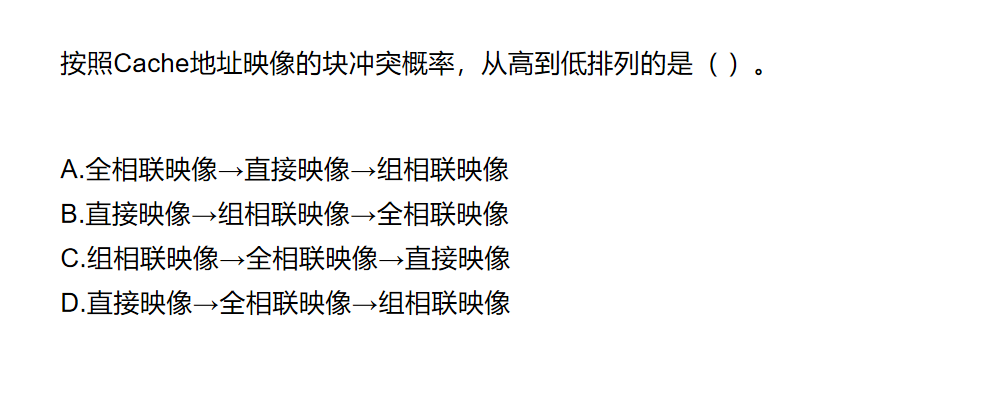 按照Cache地址映像的块冲突概率，从高到低排列的是（ ）。
A.全相联映像→直接映像→组相联映像
B.直接映像→组相联映像→全相联映像
C.组相联映像→全相联映像→直接映像
D.直接映像→全相联映像→组相联映像